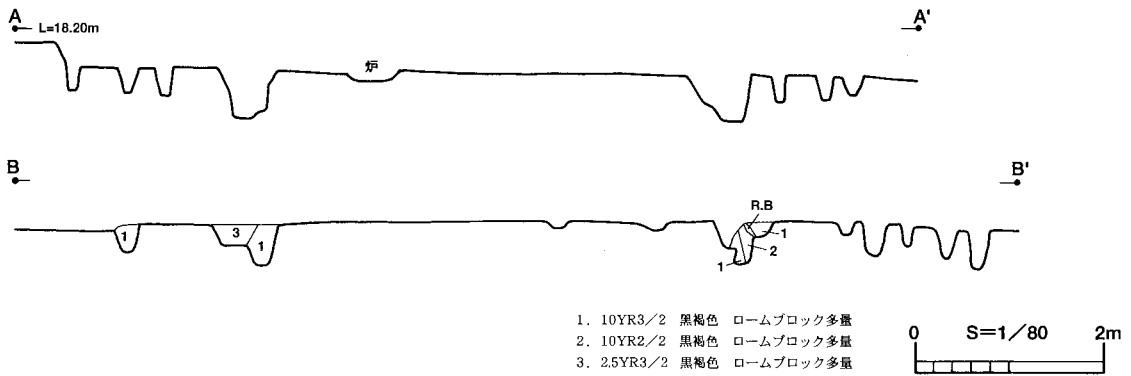 A A'
L=18.20m
炉
B B'
R.B
1 3 1 1 2 1
1. 10YR3/2 黒褐色 ロームブロック多量
2. 10YR2/2 黒褐色 ロームブロック多量
3. 2.5YR3/2 黒褐色 ロームブロック多量
0 S=1/80 2m